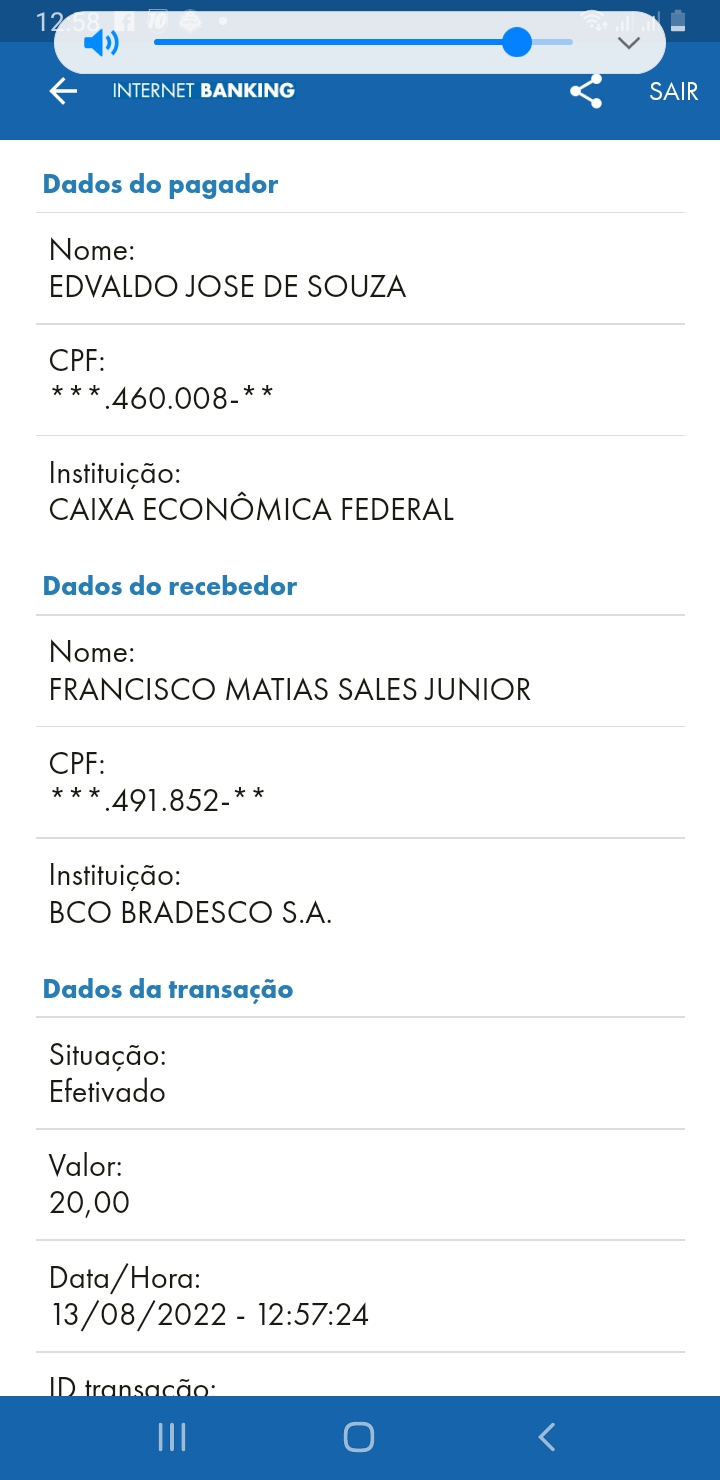 12:58
INTERNET BANKING
SAIR
Dados do pagador
Nome:
EDVALDO JOSE DE SOUZA
CPF:
***.460.008-**
Instituição:
CAIXA ECONÔMICA FEDERAL
Dados do recebedor
Nome:
FRANCISCO MATIAS SALES JUNIOR
CPF:
***.491.852-**
Instituição:
BCO BRADESCO S.A.
Dados da transação
Situação:
Efetivado
Valor:
20,00
Data/Hora:
13/08/2022 - 12:57:24
ID transação: